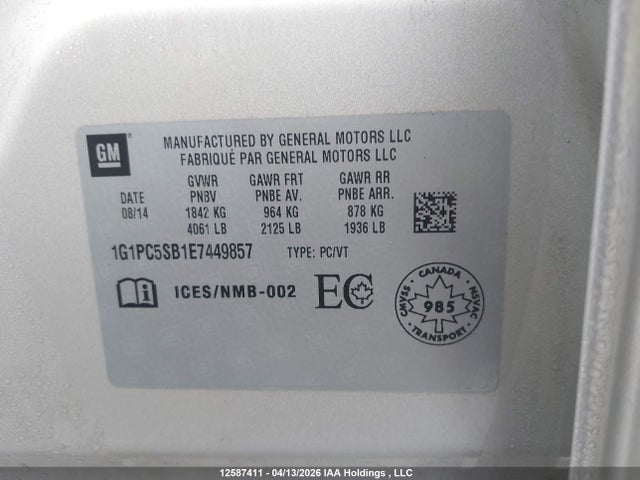 GM
MANUFACTURED BY GENERAL MOTORS LLC
FABRIQUÉ PAR GENERAL MOTORS LLC
DATE
08/14
GVWR
PNBV
1842 KG
4061 LB
GAWR FRT
PNBE AV.
964 KG
2125 LB
GAWR RR
PNBE ARR.
878 KG
1936 LB
1G1PC5SB1E7449857 TYPE: PC/VT
ICES/NMB-002 EC
CANADA
CMVSS
985
NSVAC
TRANSPORT
12587411 - 04/13/2026 IAA Holdings , LLC